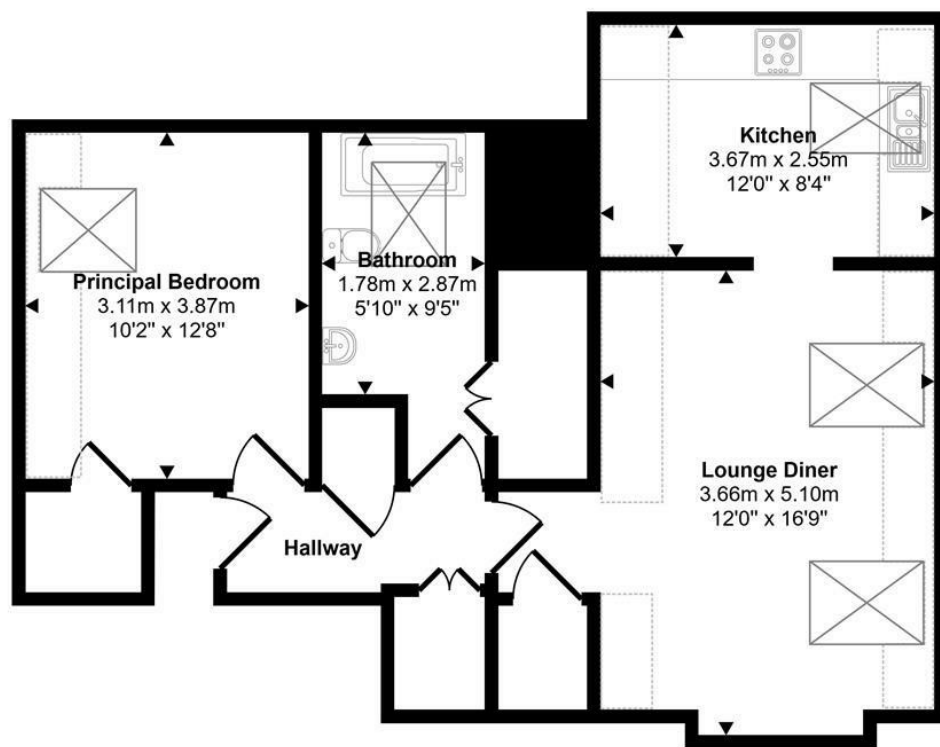 Kitchen
3.67m x 2.55m
12'0" x 8'4"
Principal Bedroom
3.11m x 3.87m
10'2" x 12'8"
Bathroom
1.78m x 2.87m
5'10" x 9'5"
Lounge Diner
3.66m x 5.10m
12'0" x 16'9"
Hallway